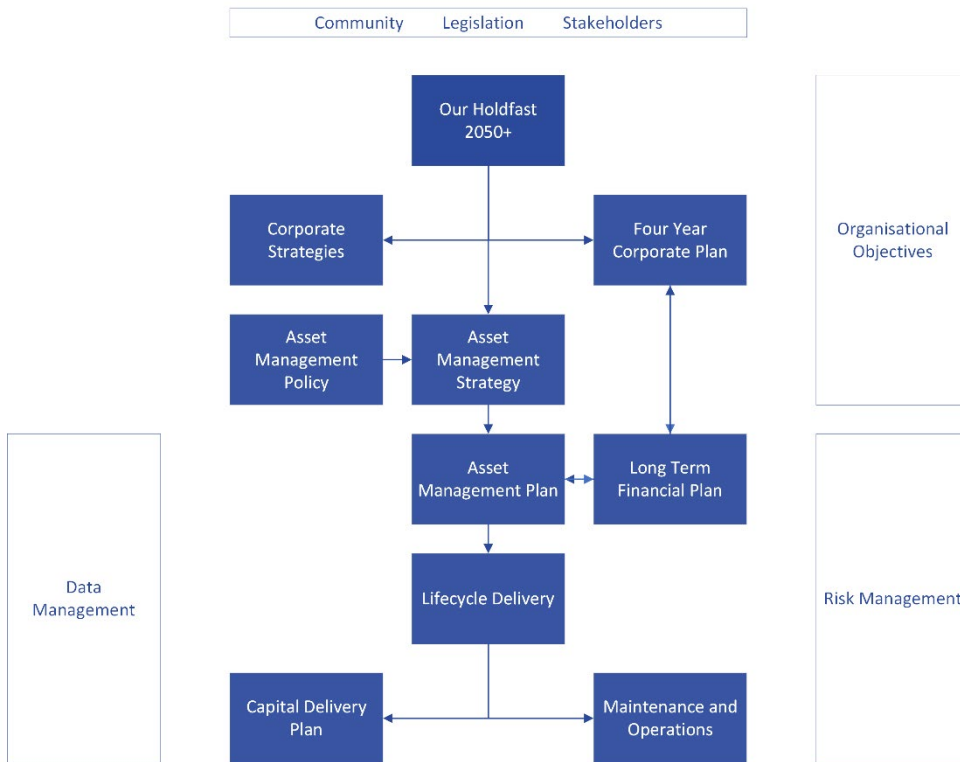 Community Legislation Stakeholders
Our Holdfast
2050+
Corporate
Strategies
Four Year
Corporate Plan
Organisational
Objectives
Asset
Management
Policy
Asset
Management
Strategy
Asset
Management Plan
Long Term
Financial Plan
Data
Management
Lifecycle Delivery
Risk Management
Capital Delivery
Plan
Maintenance and
Operations